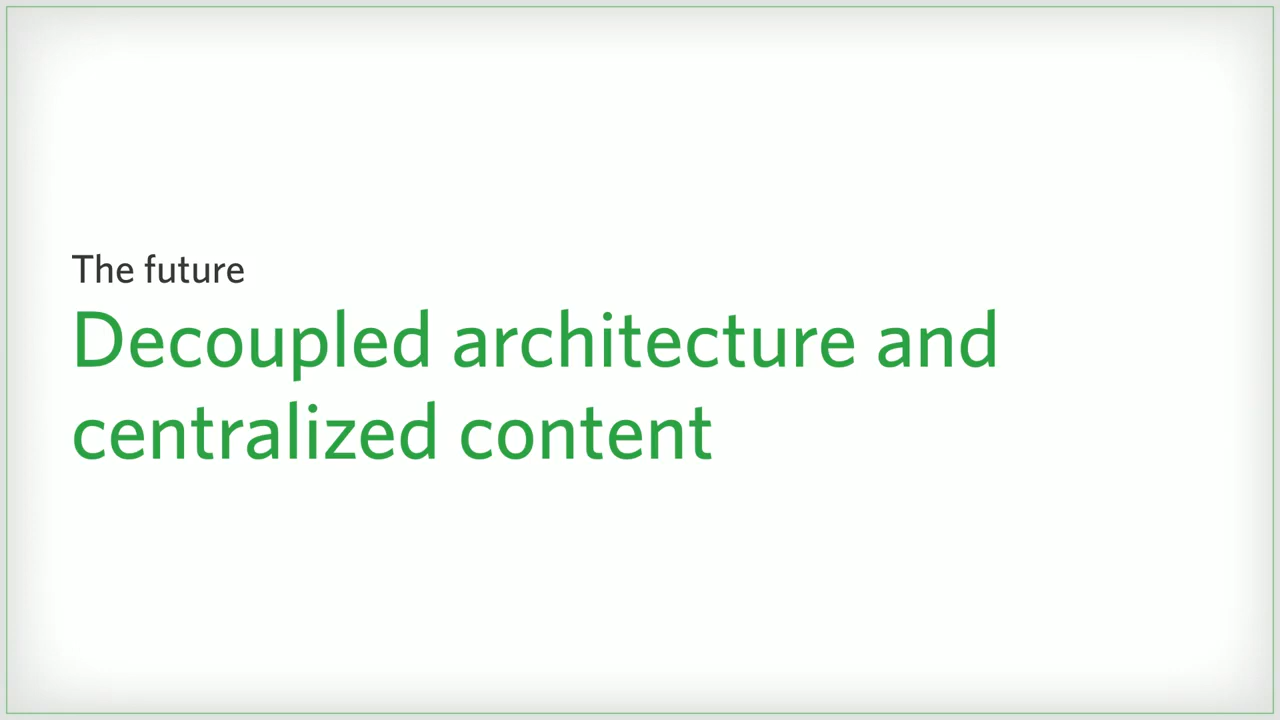 The future
Decoupled architecture and
centralized content